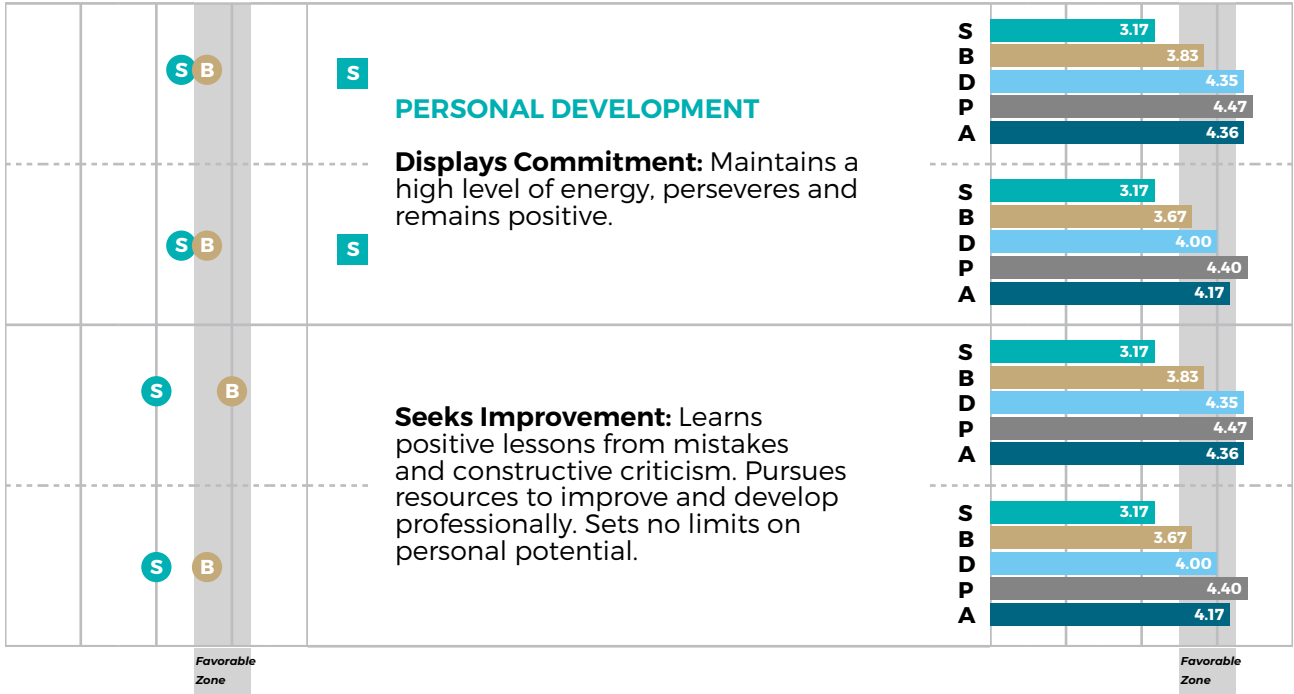 S B S
S B S
S B
S B
Favorable
Zone
PERSONAL DEVELOPMENT
Displays Commitment: Maintains a
high level of energy, perseveres and
remains positive.
Seeks Improvement: Learns
positive lessons from mistakes
and constructive criticism. Pursues
resources to improve and develop
professionally. Sets no limits on
personal potential.
S 3.17
B 3.83
D 4.35
P 4.47
A 4.36
S 3.17
B 3.67
D 4.00
P 4.40
A 4.17
S 3.17
B 3.83
D 4.35
P 4.47
A 4.36
S 3.17
B 3.67
D 4.00
P 4.40
A 4.17
Favorable
Zone